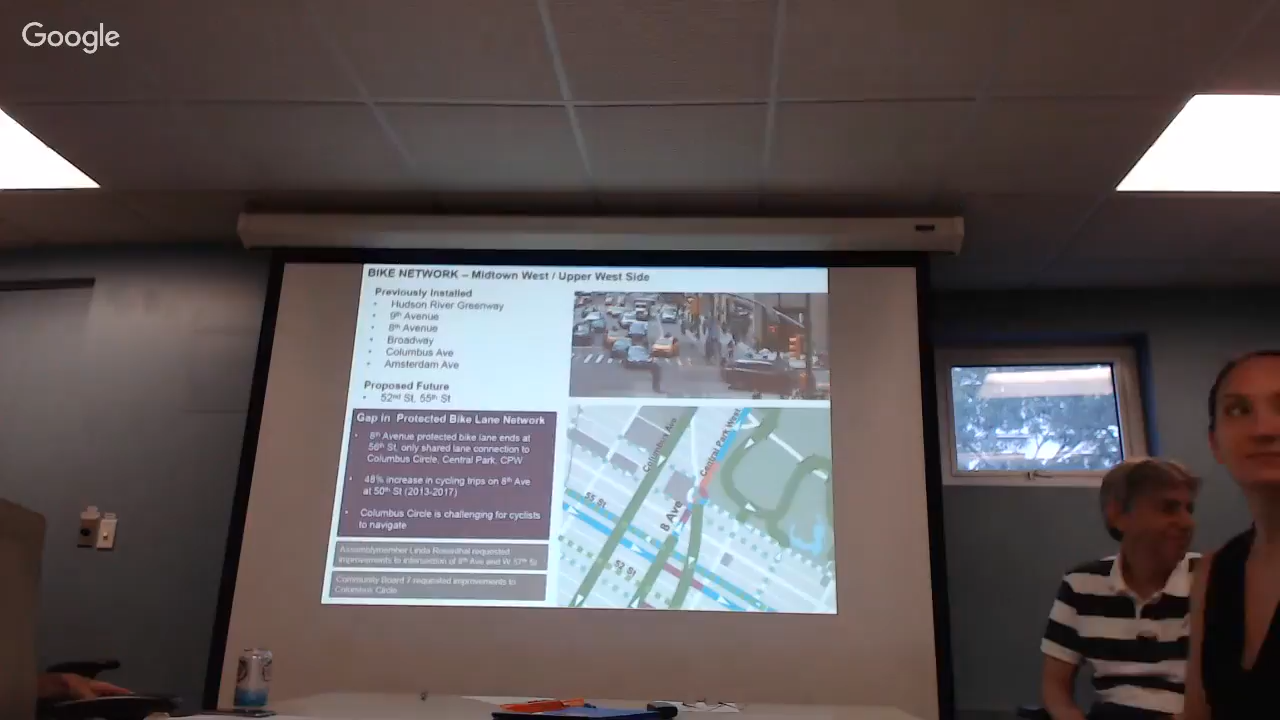 Google
BIKE NETWORK – Midtown West / Upper West Side
Previously Installed
• Hudson River Greenway
• 9th Avenue
• 8th Avenue
• Broadway
• Columbus Ave
• Amsterdam Ave
Proposed Future
• 52nd St, 55th St
Gap in Protected Bike Lane Network
• 8th Avenue protected bike lane ends at
56th St, only shared lane connection to
Columbus Circle, Central Park, CPW
• 48% increase in cycling trips on 8th Ave
at 50th St (2013-2017)
• Columbus Circle is challenging for cyclists
to navigate
Assemblymember Linda Rosenthal requested
improvements to intersection of 8th Ave and W 57th St
Community Board 7 requested improvements to
Columbus Circle
Columbus Ave
Central Park West
8 Ave
55 St
52 St